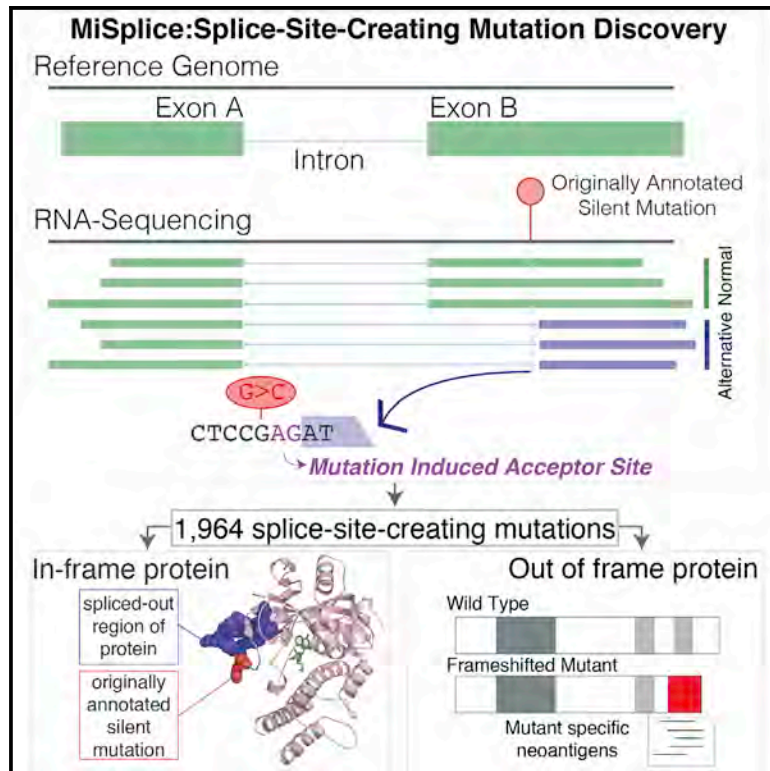 MiSplice:Splice-Site-Creating Mutation Discovery
Reference Genome
Exon A
Exon B
Intron
Originally Annotated
Silent Mutation
RNA-Sequencing
Normal
Alternative
G>C
CTCCGAGAT
Mutation Induced Acceptor Site
1,964 splice-site-creating mutations
In-frame protein
spliced-out
region of
protein
originally
annotated
silent
mutation
Out of frame protein
Wild Type
Frameshifted Mutant
Mutant specific
neoantigens